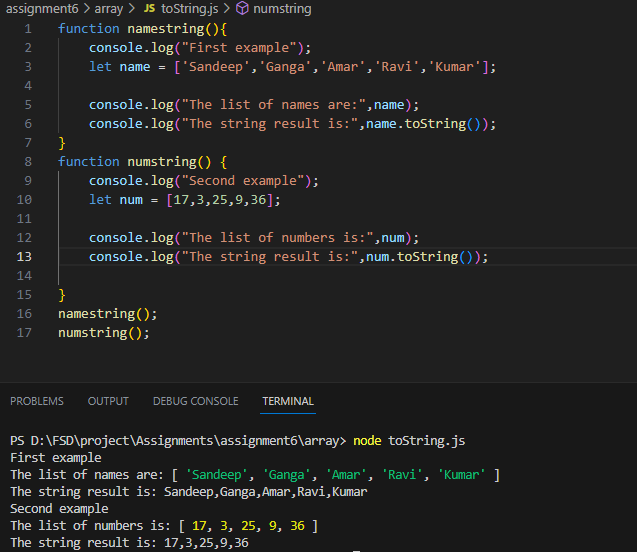 assignment6 > array > JS toString.js > numstring
1 function namestring(){
2     console.log("First example");
3     let name = ['Sandeep','Ganga','Amar','Ravi','Kumar'];
4
5     console.log("The list of names are:",name);
6     console.log("The string result is:",name.toString());
7 }
8 function numstring() {
9     console.log("Second example");
10     let num = [17,3,25,9,36];
11
12     console.log("The list of numbers is:",num);
13     console.log("The string result is:",num.toString());
14
15 }
16 namestring();
17 numstring();
PROBLEMS OUTPUT DEBUG CONSOLE TERMINAL
PS D:\FSD\project\Assignments\assignment6\array> node toString.js
First example
The list of names are: [ 'Sandeep', 'Ganga', 'Amar', 'Ravi', 'Kumar' ]
The string result is: Sandeep,Ganga,Amar,Ravi,Kumar
Second example
The list of numbers is: [ 17, 3, 25, 9, 36 ]
The string result is: 17,3,25,9,36